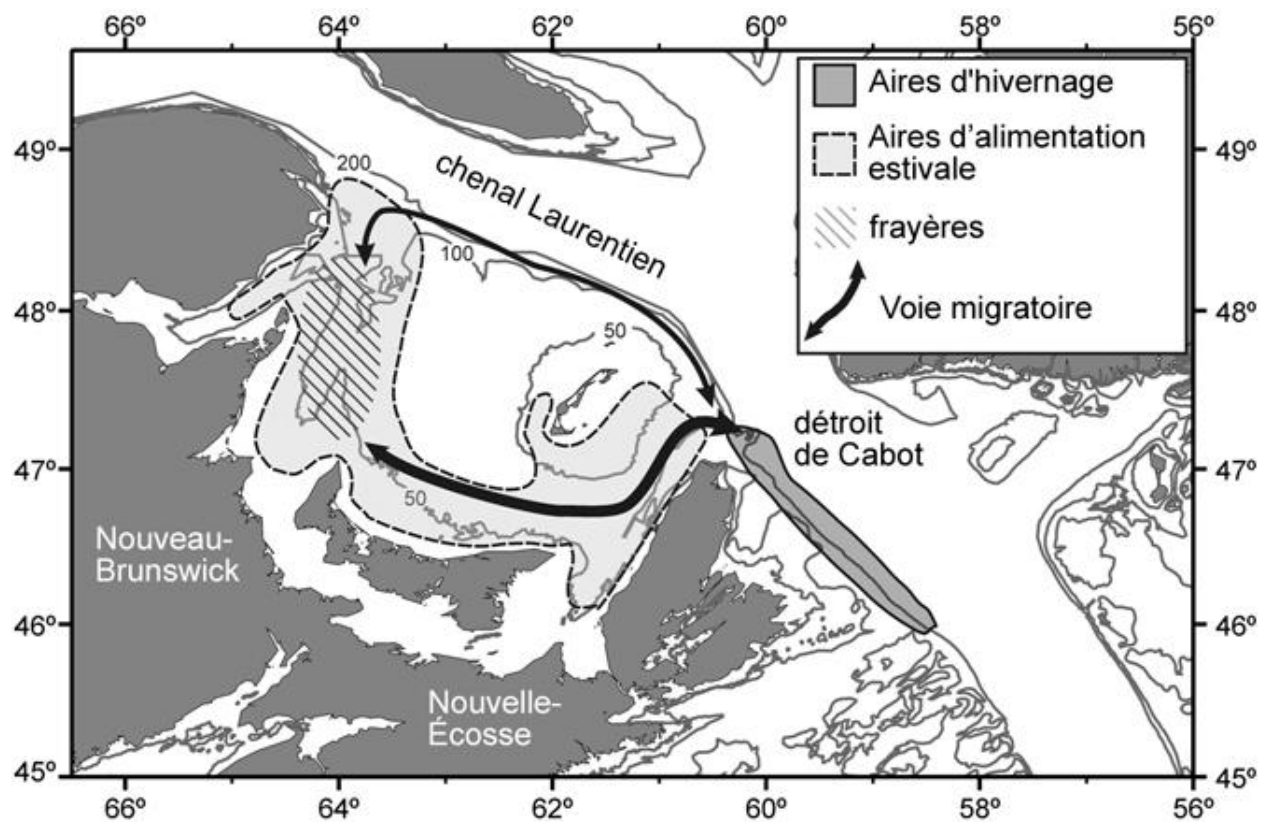 66º 64º 62º 60º 58º 56º
Aires d'hivernage
Aires d'alimentation
estivale
frayères
Voie migratoire
49º 49º
200
chenal Laurentien
100
48º 48º
50
détroit
de Cabot
47º 47º
50
Nouveau-
Brunswick
46º 46º
Nouvelle-
Écosse
45º 45º
66º 64º 62º 60º 58º 56º